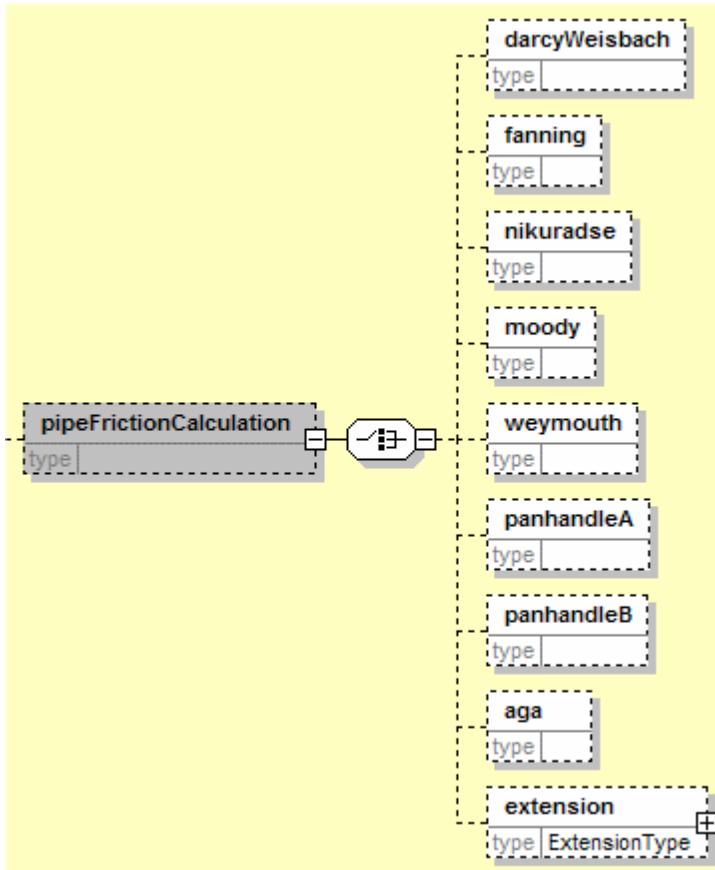 darcyWeisbach
type
fanning
type
nikuradse
type
moody
type
pipeFrictionCalculation
type
weymouth
type
panhandleA
type
panhandleB
type
aga
type
extension
type ExtensionType